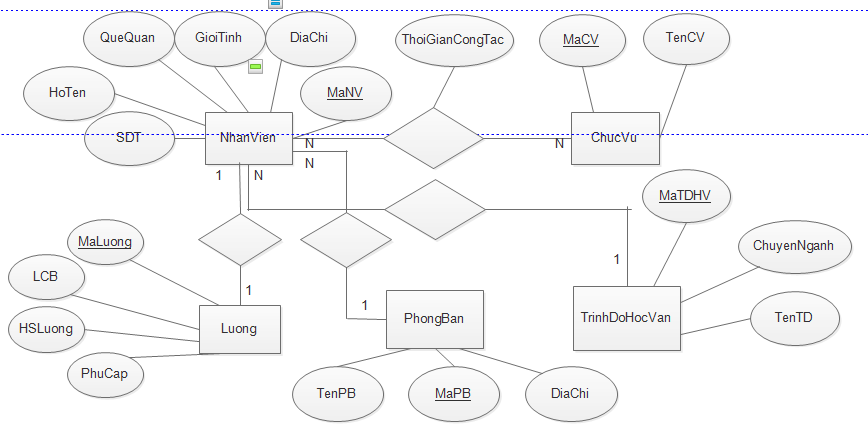 QueQuan
GioiTinh
DiaChi
ThoiGianCongTac
MaCV
TenCV
HoTen
MaNV
SDT
NhanVien
N
N
ChucVu
N
1
N
MaTDHV
MaLuong
ChuyenNganh
1
LCB
1
1
HSLuong
Luong
PhongBan
TrinhDoHocVan
TenTD
PhuCap
TenPB
MaPB
DiaChi